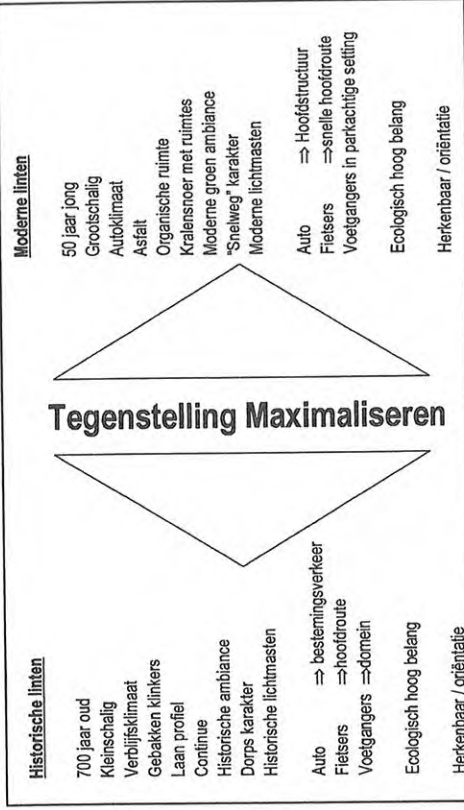 Historische linten
700 jaar oud
Kleinschalig
Verblijfsklimaat
Gebakken klinkers
Laan profiel
Continue
Historische ambiance
Dorps karakter
Historische lichtmasten
Auto ⇒ bestemingsverkeer
Fietsers ⇒hoofdroute
Voetgangers ⇒domein
Ecologisch hoog belang
Herkenbaar / oriëntatie
Tegenstelling Maximaliseren
Moderne linten
50 jaar jong
Grootschalig
Autoklimaat
Asfalt
Organische ruimte
Kralensnoer met ruimtes
Moderne groen ambiance
"Snelweg" karakter
Moderne lichtmasten
Auto ⇒ Hoofdstructuur
Fietsers ⇒snelle hoofdroute
Voetgangers in parkachtige setting
Ecologisch hoog belang
Herkenbaar / oriëntatie